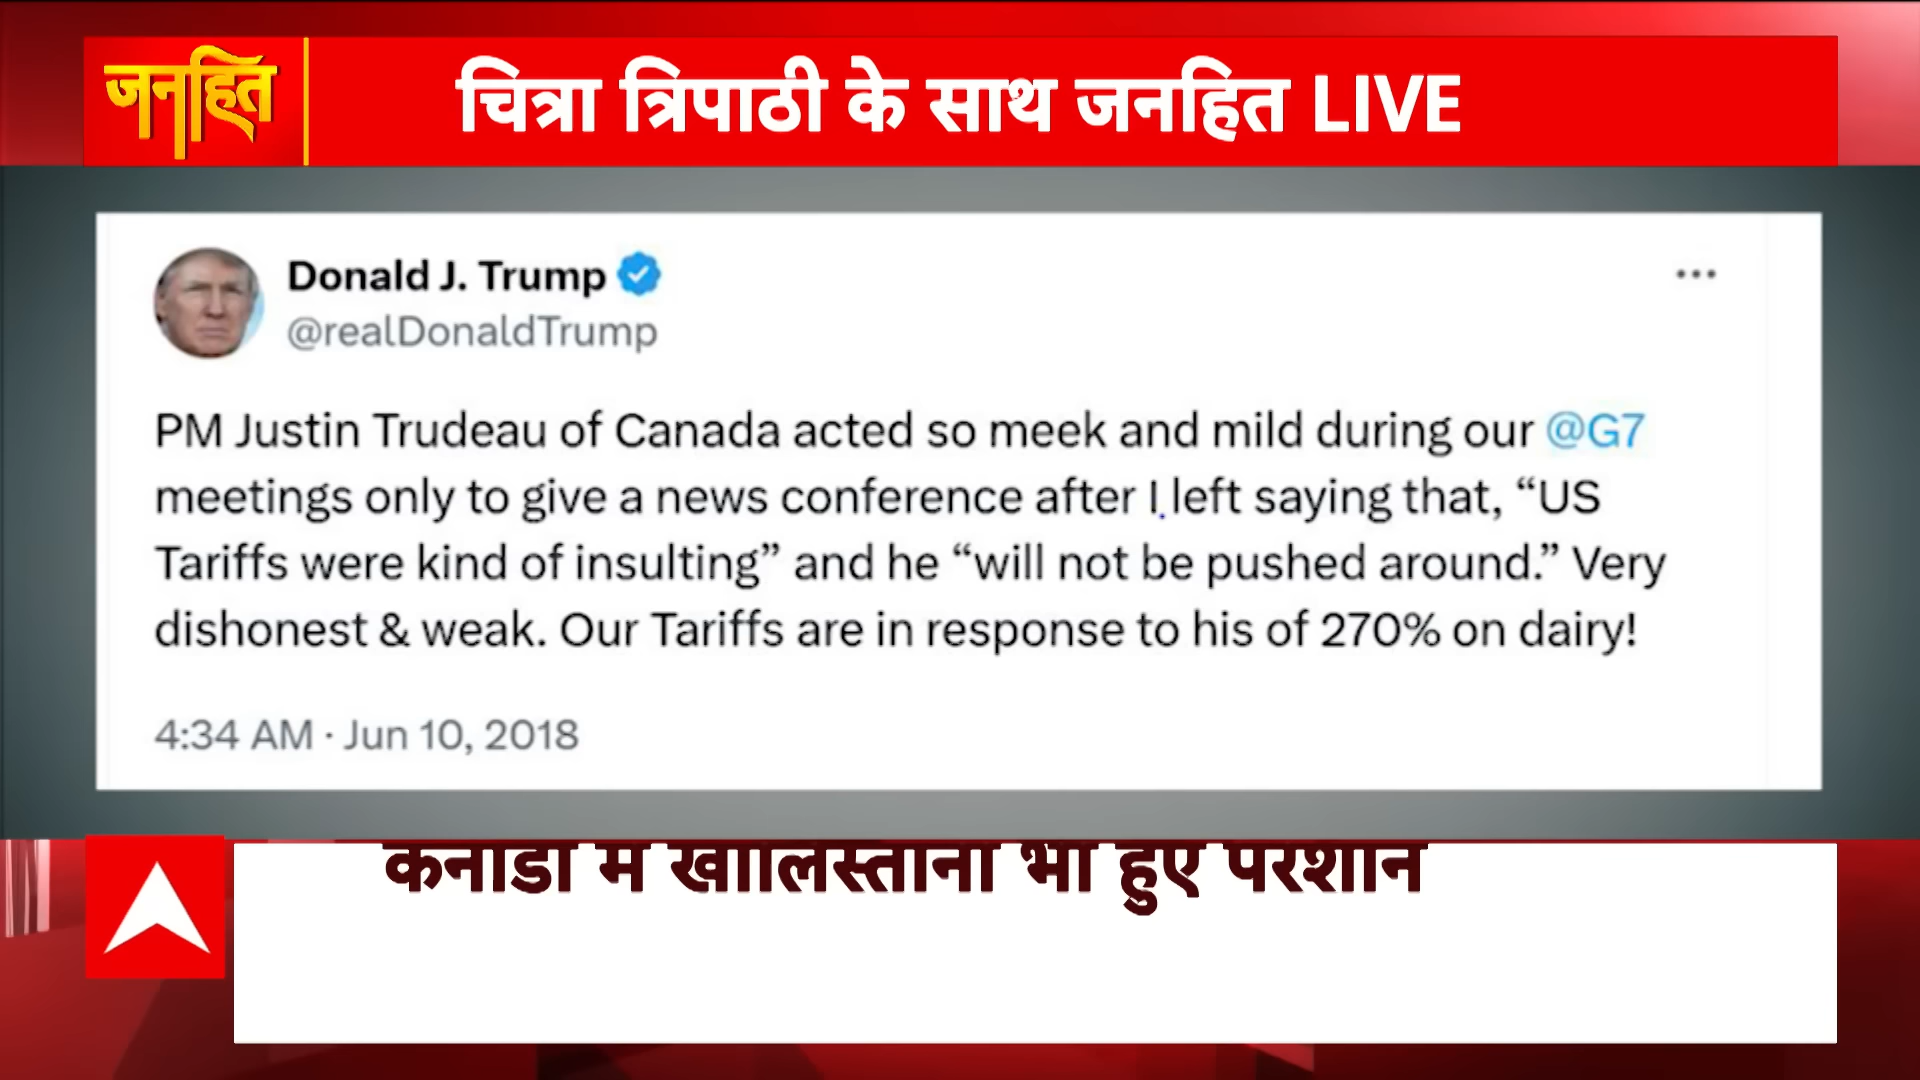 जनहित
चित्रा त्रिपाठी के साथ जनहित LIVE
Donald J. Trump
@realDonaldTrump
PM Justin Trudeau of Canada acted so meek and mild during our @G7
meetings only to give a news conference after I left saying that, “US
Tariffs were kind of insulting” and he “will not be pushed around.” Very
dishonest & weak. Our Tariffs are in response to his of 270% on dairy!
4:34 AM · Jun 10, 2018
कनाडा में खालिस्तानी भी हुए परेशान